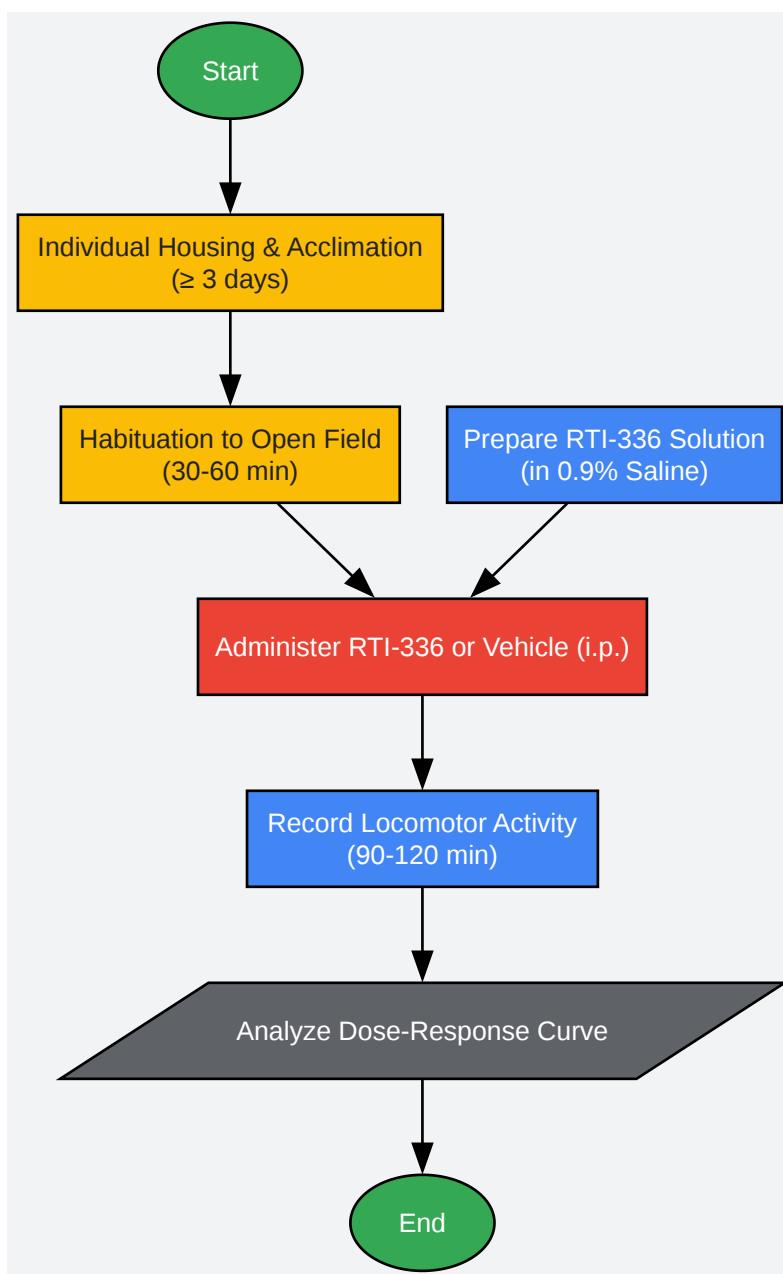 Start
Individual Housing & Acclimation
(≥ 3 days)
Habituation to Open Field
(30-60 min)
Prepare RTI-336 Solution
(in 0.9% Saline)
Administer RTI-336 or Vehicle (i.p.)
Record Locomotor Activity
(90-120 min)
Analyze Dose-Response Curve
End